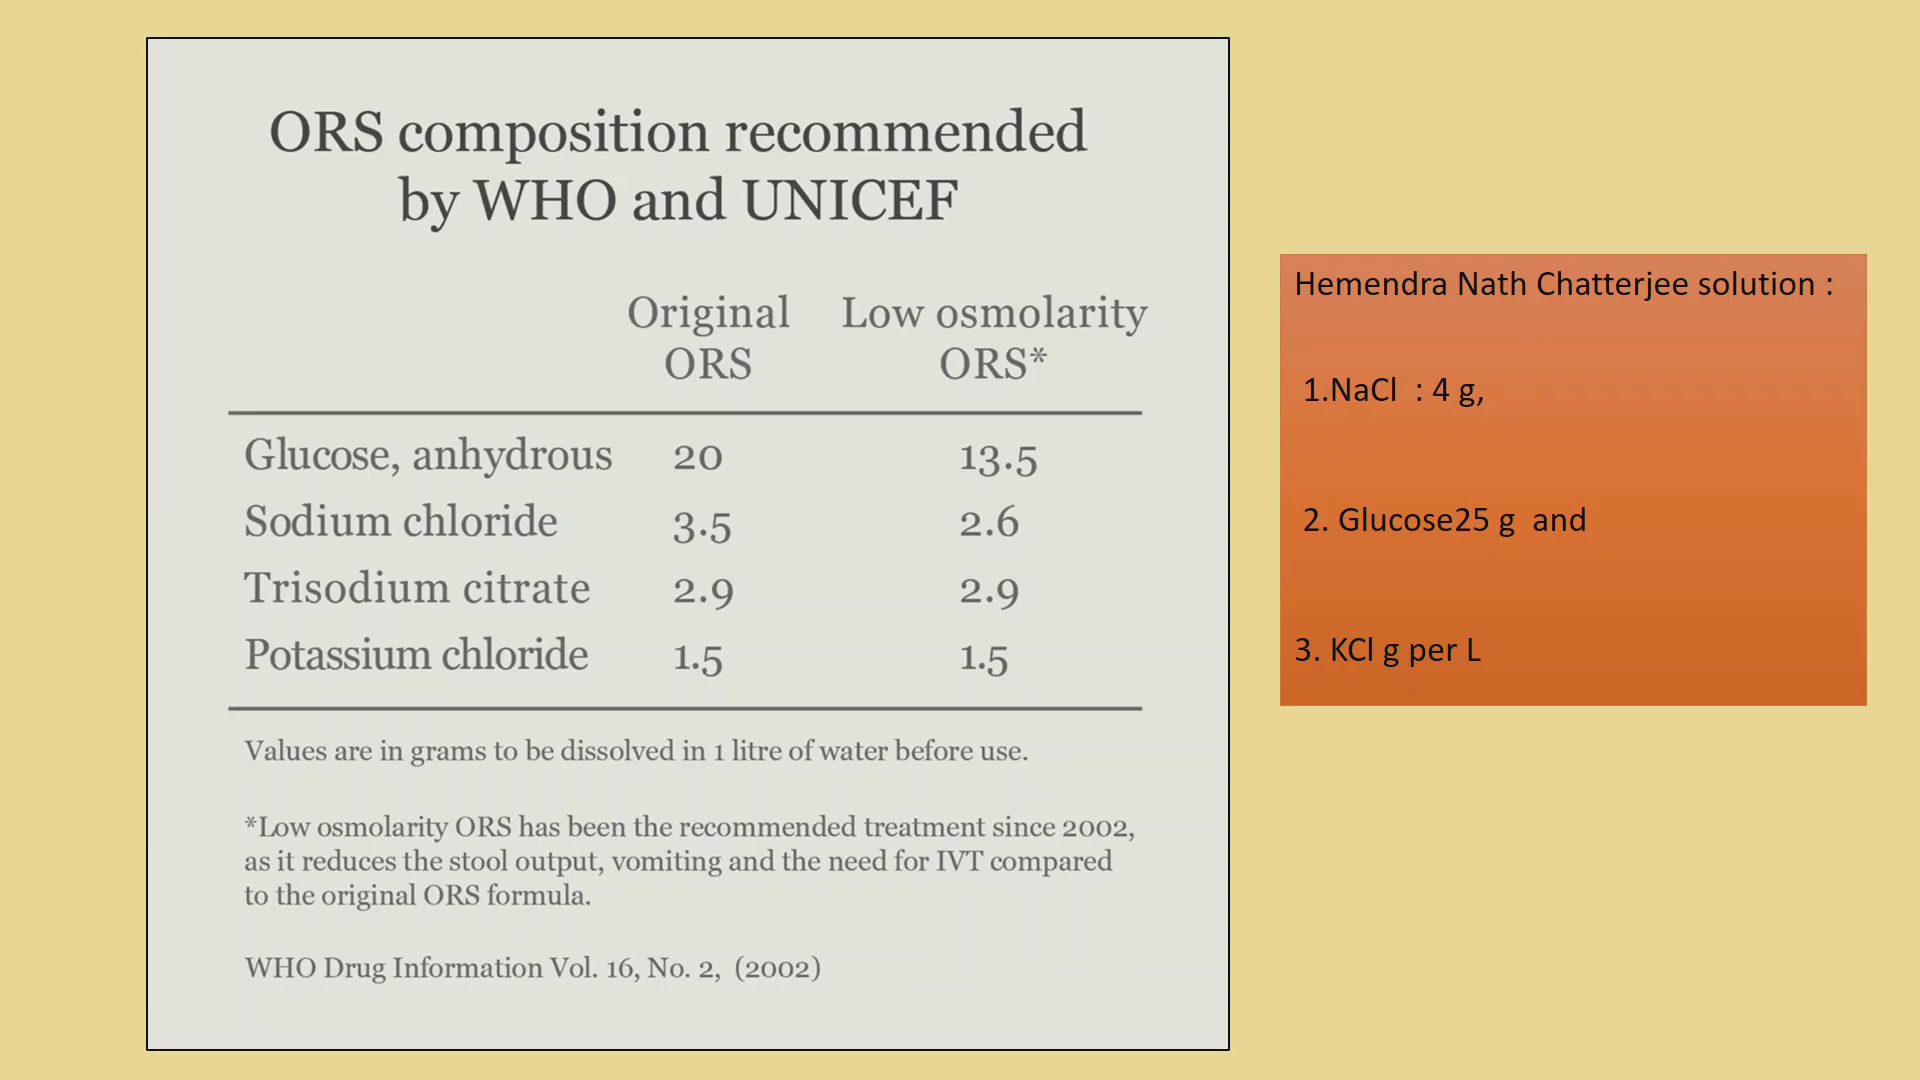 ORS composition recommended
by WHO and UNICEF
Original Low osmolarity
ORS ORS*
Glucose, anhydrous 20 13.5
Sodium chloride 3.5 2.6
Trisodium citrate 2.9 2.9
Potassium chloride 1.5 1.5
Values are in grams to be dissolved in 1 litre of water before use.
*Low osmolarity ORS has been the recommended treatment since 2002,
as it reduces the stool output, vomiting and the need for IVT compared
to the original ORS formula.
WHO Drug Information Vol. 16, No. 2, (2002)
Hemendra Nath Chatterjee solution :
1.NaCl : 4 g,
2. Glucose25 g and
3. KCl g per L